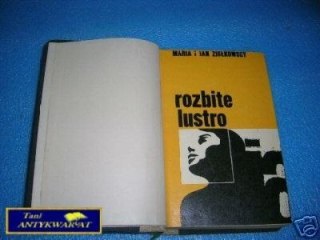 MARIA i JAN ZIÓŁKOWSCY
rozbite
lustro
Tani
ANTYKWARIAT